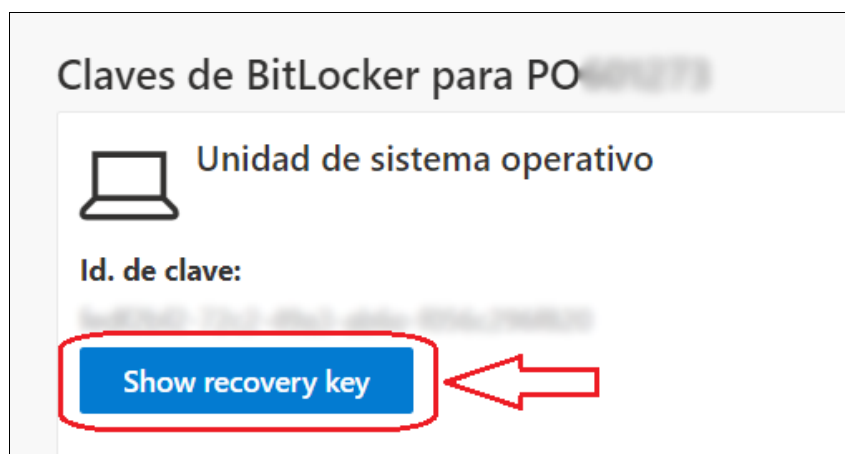 Claves de BitLocker para PO
Unidad de sistema operativo
Id. de clave:
Show recovery key